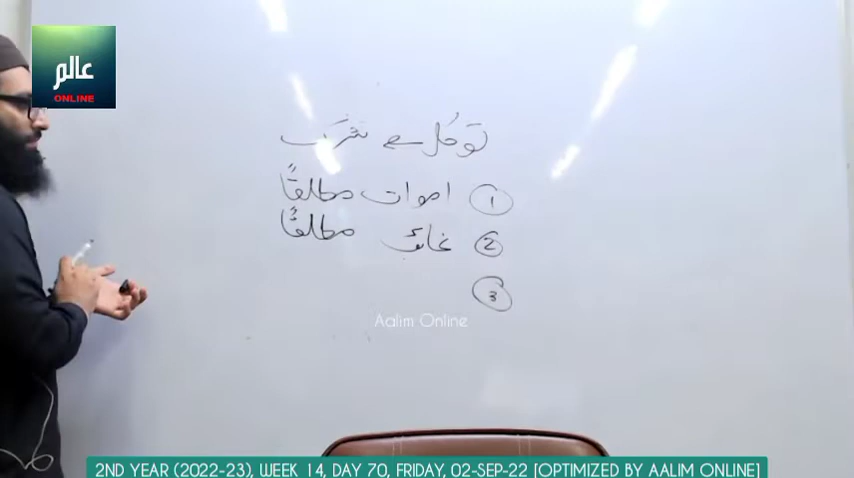 عالم
ONLINE
توکل سے شرک
① اموات مطلقاً
② غائب مطلقاً
③
Aalim Online
2ND YEAR (2022-23), WEEK 14, DAY 70, FRIDAY, 02-SEP-22 [OPTIMIZED BY AALIM ONLINE]